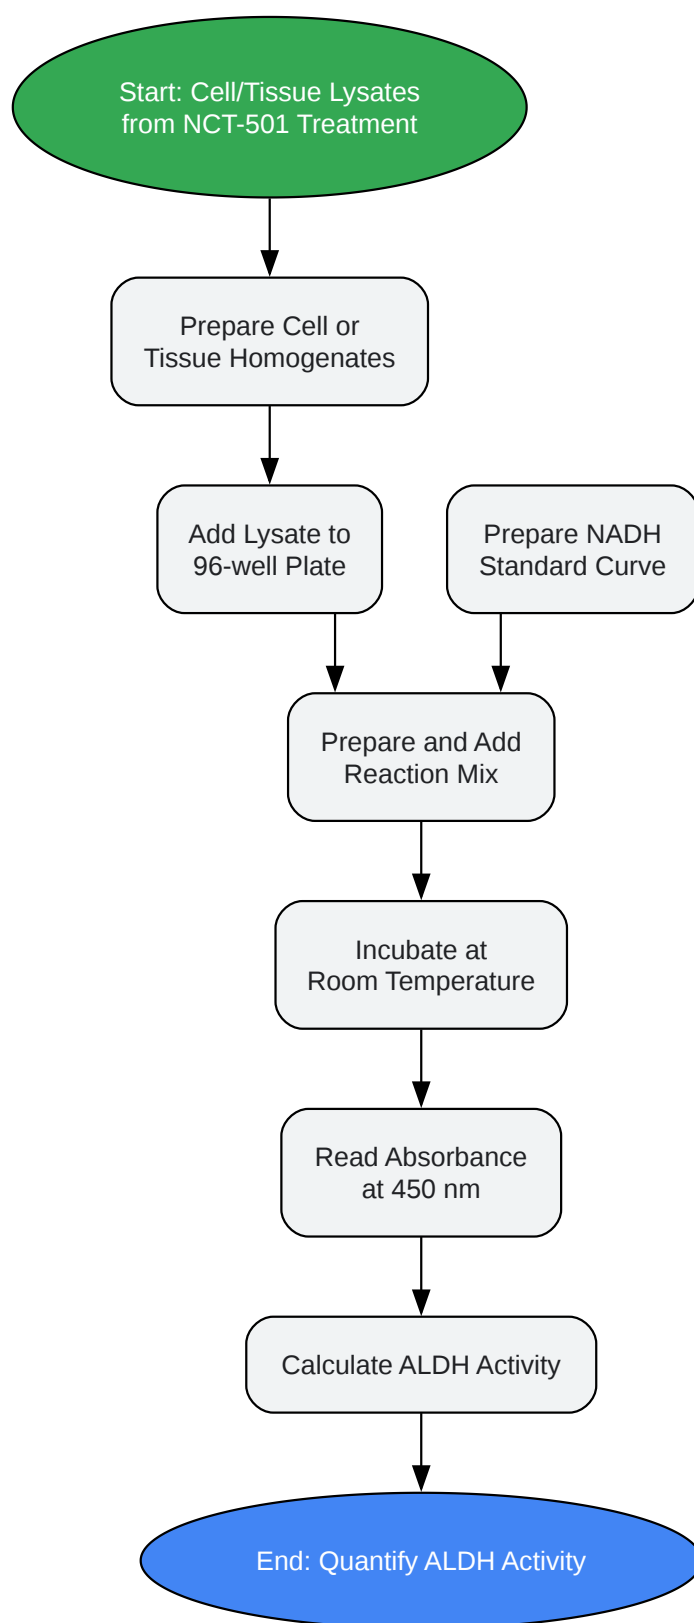 Start: Cell/Tissue Lysates
from NCT-501 Treatment
Prepare Cell or
Tissue Homogenates
Add Lysate to
96-well Plate
Prepare NADH
Standard Curve
Prepare and Add
Reaction Mix
Incubate at
Room Temperature
Read Absorbance
at 450 nm
Calculate ALDH Activity
End: Quantify ALDH Activity